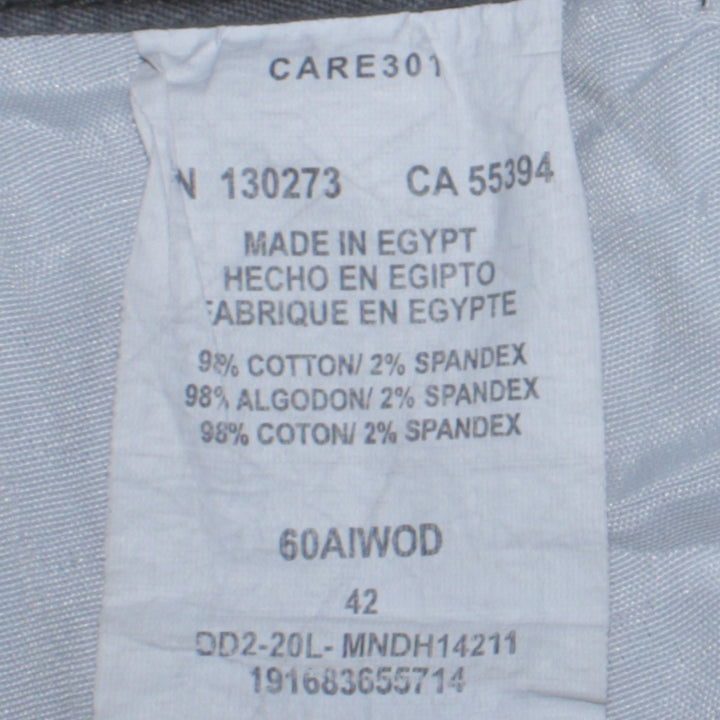 CARE301
N 130273 CA 55394
MADE IN EGYPT
HECHO EN EGIPTO
FABRIQUE EN EGYPTE
98% COTTON/ 2% SPANDEX
98% ALGODON/ 2% SPANDEX
98% COTON/ 2% SPANDEX
60AIWOD
42
DD2-20L- MNDH14211
191683655714